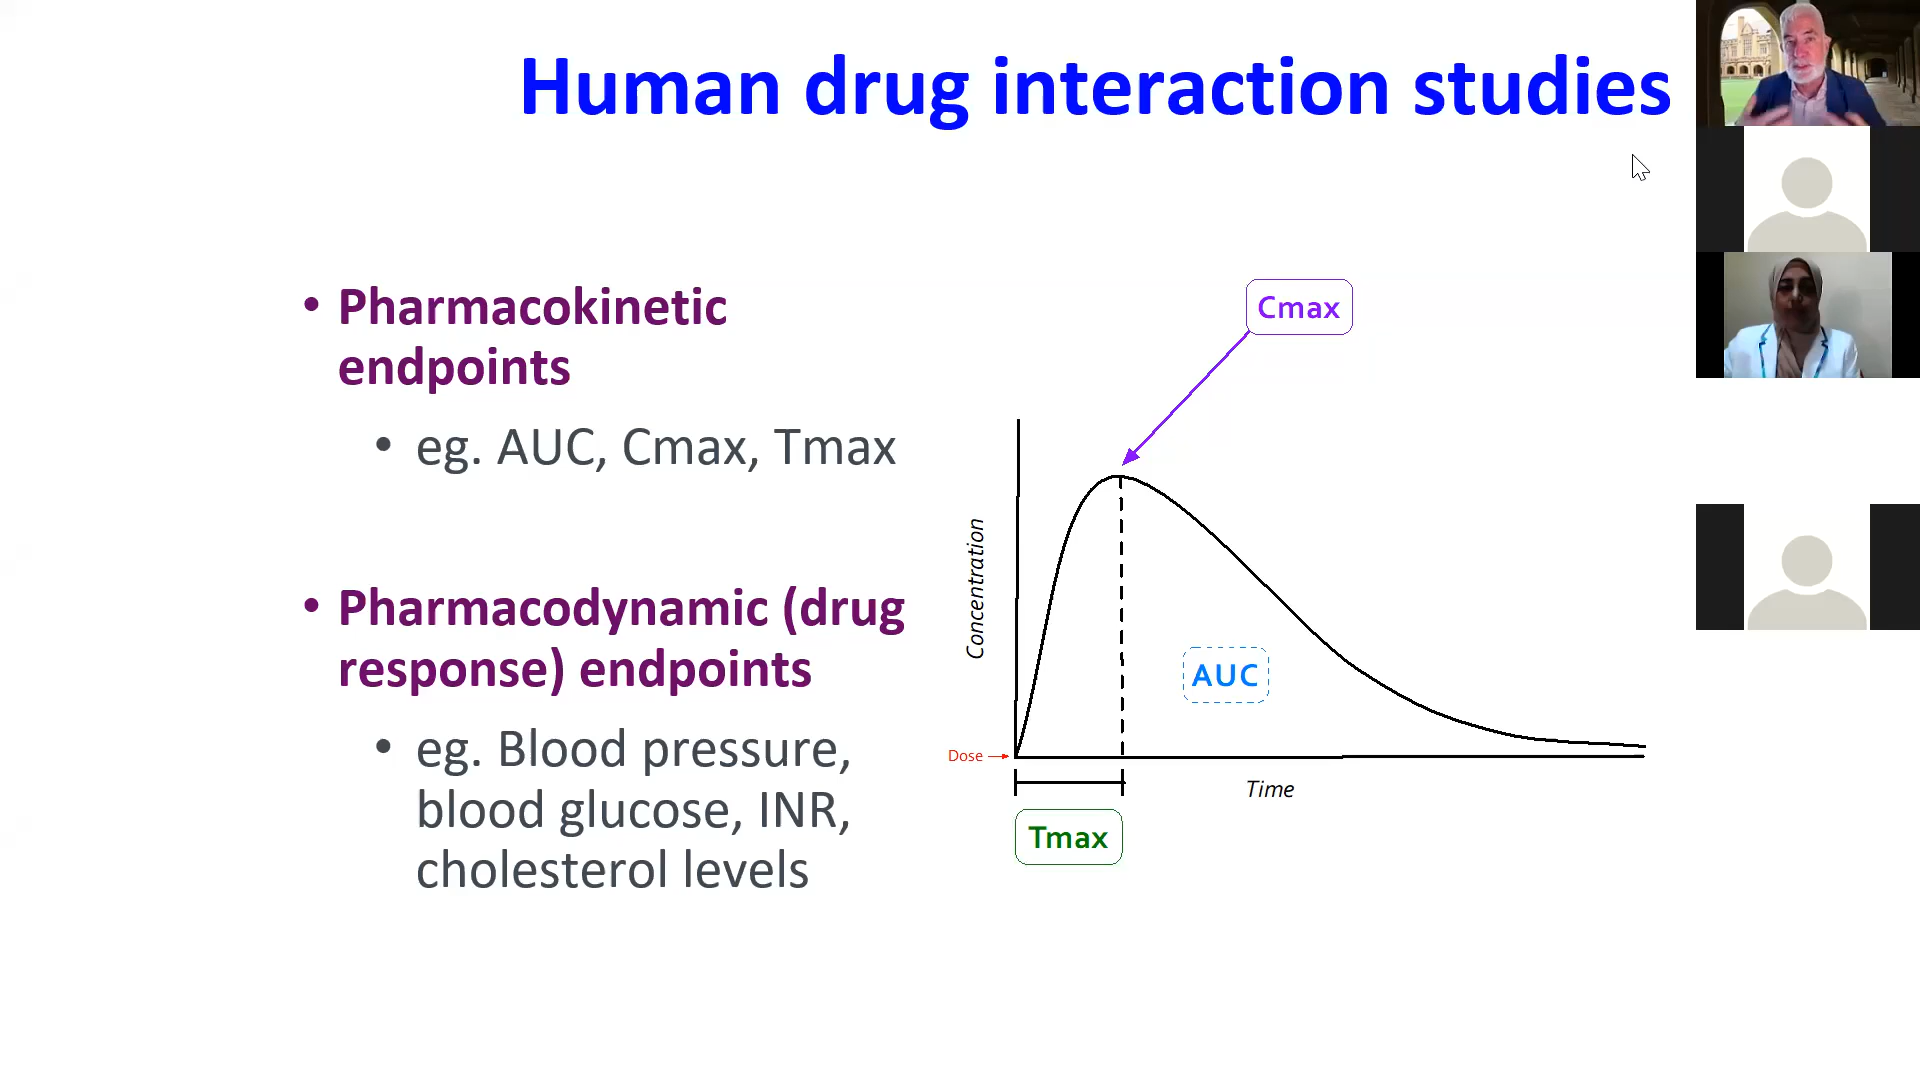 Human drug interaction studies
• Pharmacokinetic
endpoints
• eg. AUC, Cmax, Tmax
• Pharmacodynamic (drug
response) endpoints
• eg. Blood pressure,
blood glucose, INR,
cholesterol levels
Cmax
Concentration
AUC
Dose
Time
Tmax